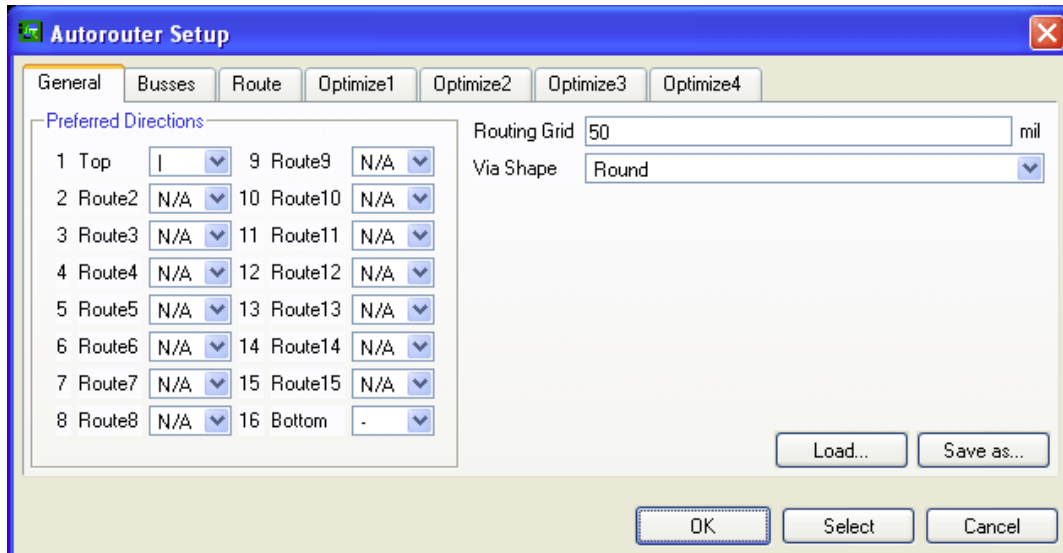 Autorouter Setup
General Busses Route Optimize1 Optimize2 Optimize3 Optimize4
Preferred Directions
Routing Grid 50 mil
Via Shape Round
1 Top | 9 Route9 N/A
2 Route2 N/A 10 Route10 N/A
3 Route3 N/A 11 Route11 N/A
4 Route4 N/A 12 Route12 N/A
5 Route5 N/A 13 Route13 N/A
6 Route6 N/A 14 Route14 N/A
7 Route7 N/A 15 Route15 N/A
8 Route8 N/A 16 Bottom -
Load... Save as...
OK Select Cancel